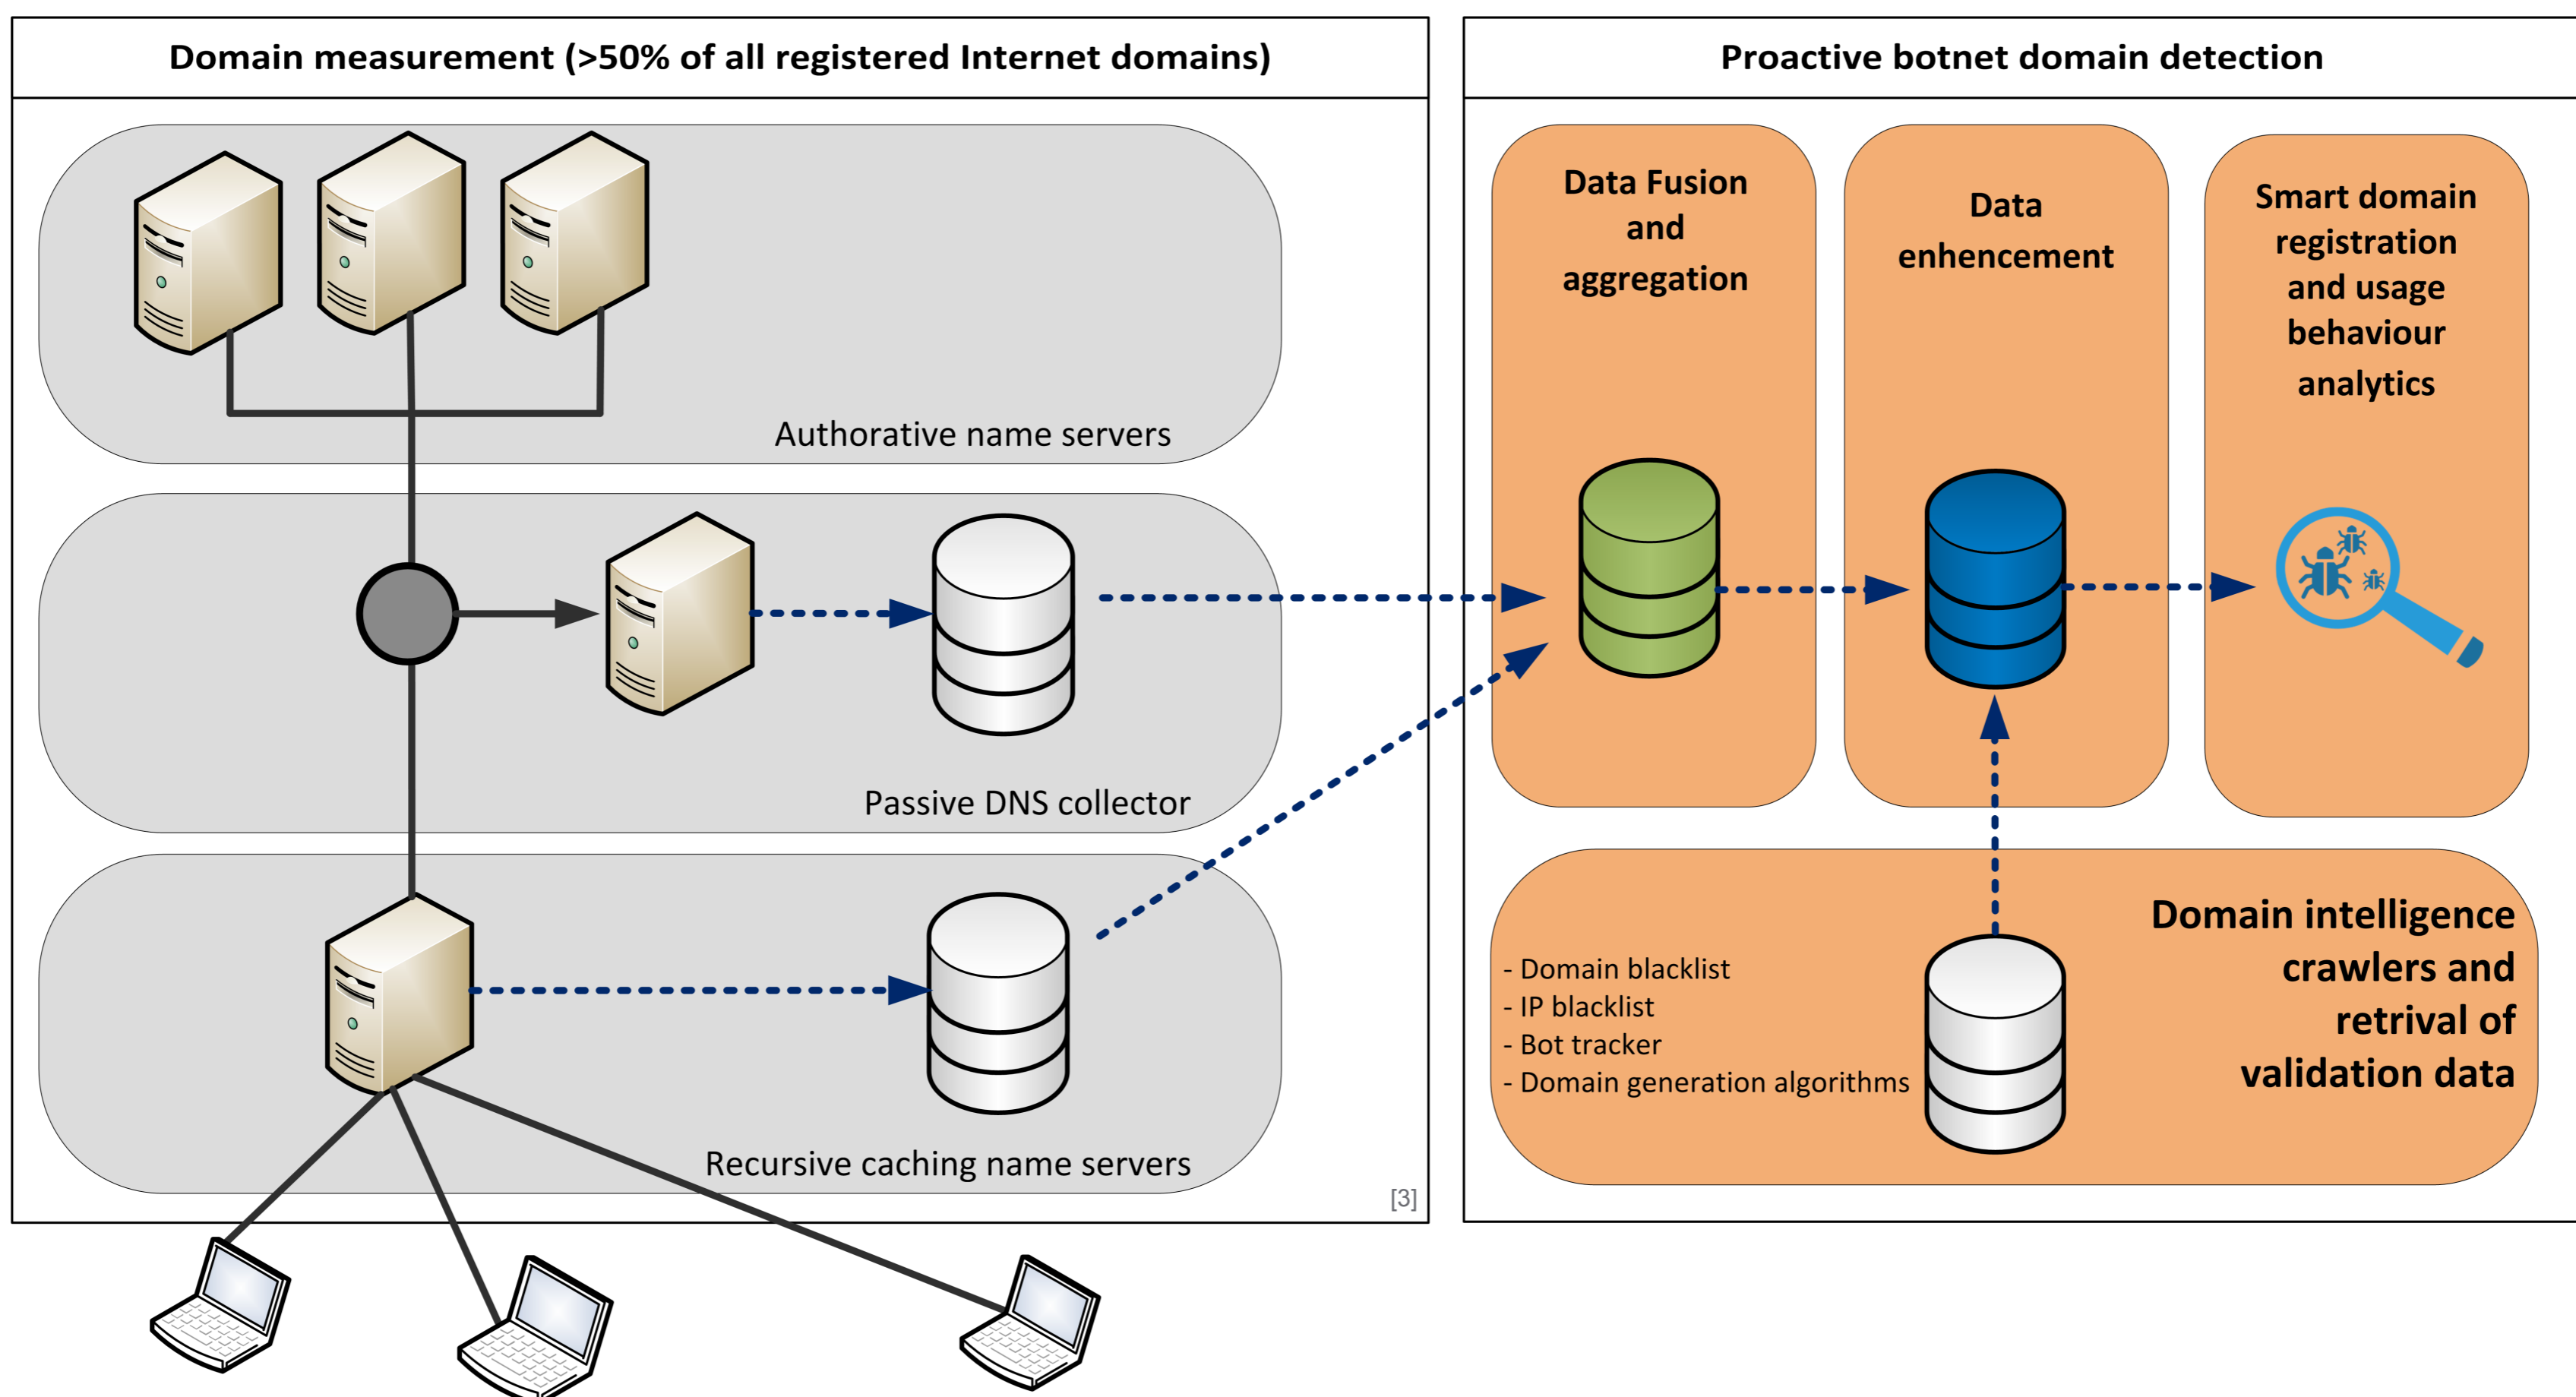 Domain measurement (>50% of all registered Internet domains)
Authorative name servers
Passive DNS collector
Recursive caching name servers
[3]
Proactive botnet domain detection
Data Fusion
and
aggregation
Data
enhencement
Smart domain
registration
and usage
behaviour
analytics
- Domain blacklist
- IP blacklist
- Bot tracker
- Domain generation algorithms
Domain intelligence
crawlers and
retrival of
validation data